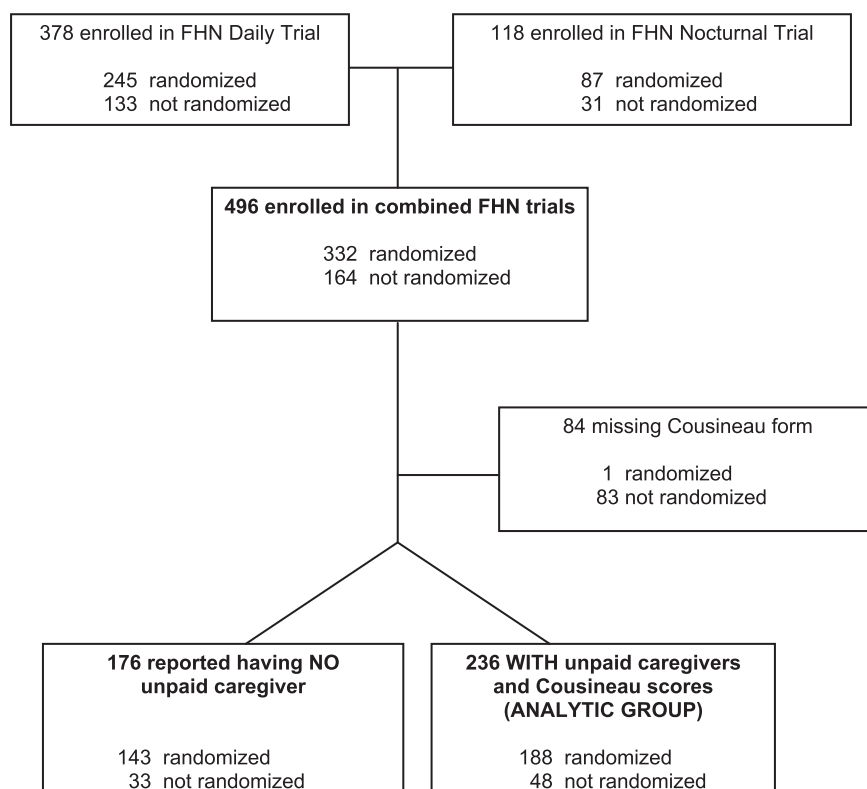 378 enrolled in FHN Daily Trial
245 randomized
133 not randomized
118 enrolled in FHN Nocturnal Trial
87 randomized
31 not randomized
496 enrolled in combined FHN trials
332 randomized
164 not randomized
84 missing Cousineau form
1 randomized
83 not randomized
176 reported having NO
unpaid caregiver
143 randomized
33 not randomized
236 WITH unpaid caregivers
and Cousineau scores
(ANALYTIC GROUP)
188 randomized
48 not randomized